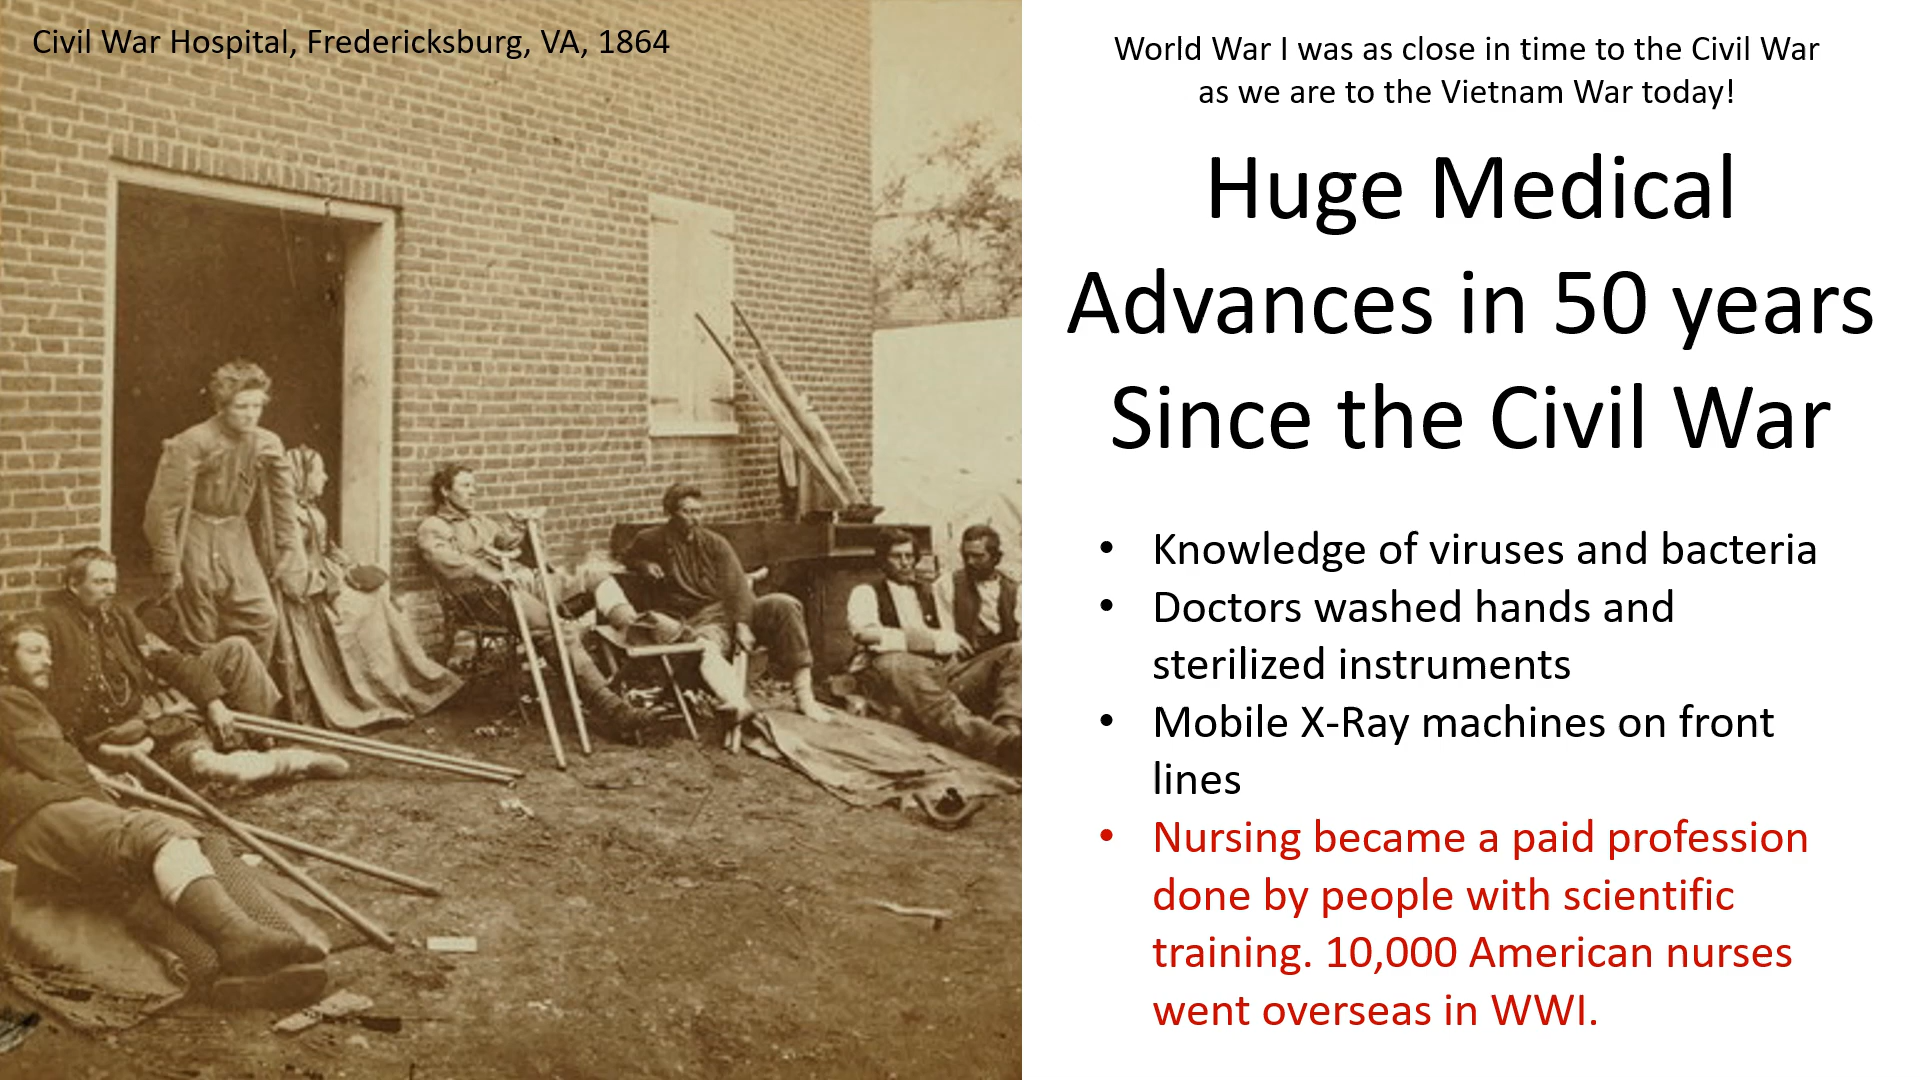 Civil War Hospital, Fredericksburg, VA, 1864
World War I was as close in time to the Civil War
as we are to the Vietnam War today!
Huge Medical
Advances in 50 years
Since the Civil War
• Knowledge of viruses and bacteria
• Doctors washed hands and
sterilized instruments
• Mobile X-Ray machines on front
lines
• Nursing became a paid profession
done by people with scientific
training. 10,000 American nurses
went overseas in WWI.